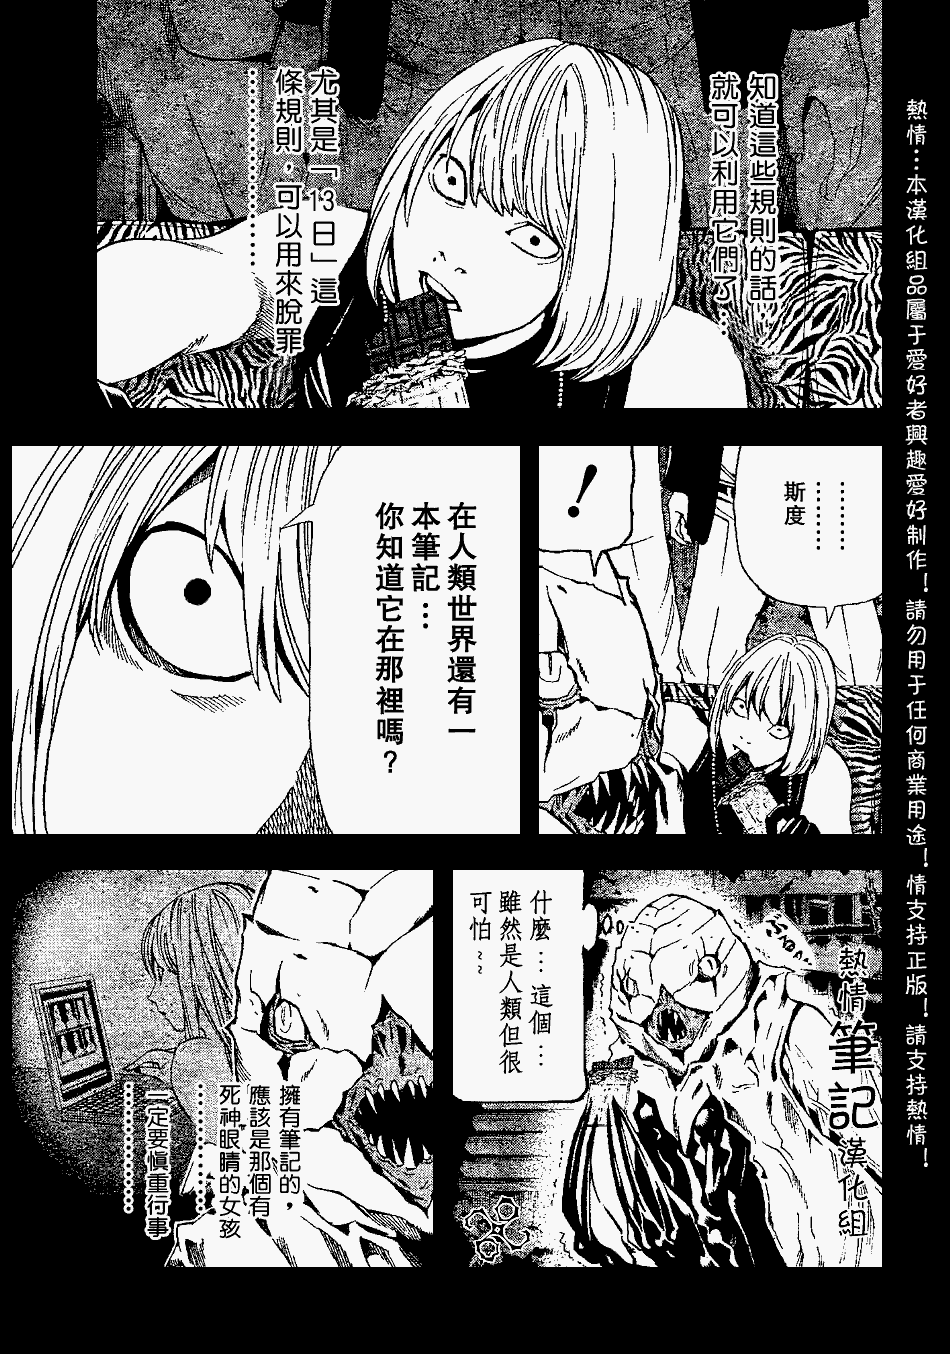 知道這些規則的話，
就可以利用它們了…
尤其是「13日」這
條規則，可以用來脫罪
………………
…………
斯度
…………
！
在人類世界還有一
本筆記…
你知道它在那裡嗎？
什麼…這個…
雖然是人類但很
可怕~~
擁有筆記的，
應該是那個有
死神眼睛的女孩
………………
一定要慎重行事
………………
熱情筆記漢化組
熱情…本漢化組品屬于愛好者興趣愛好制作！請勿用于任何商業用途！情支持正版！請支持熱情！